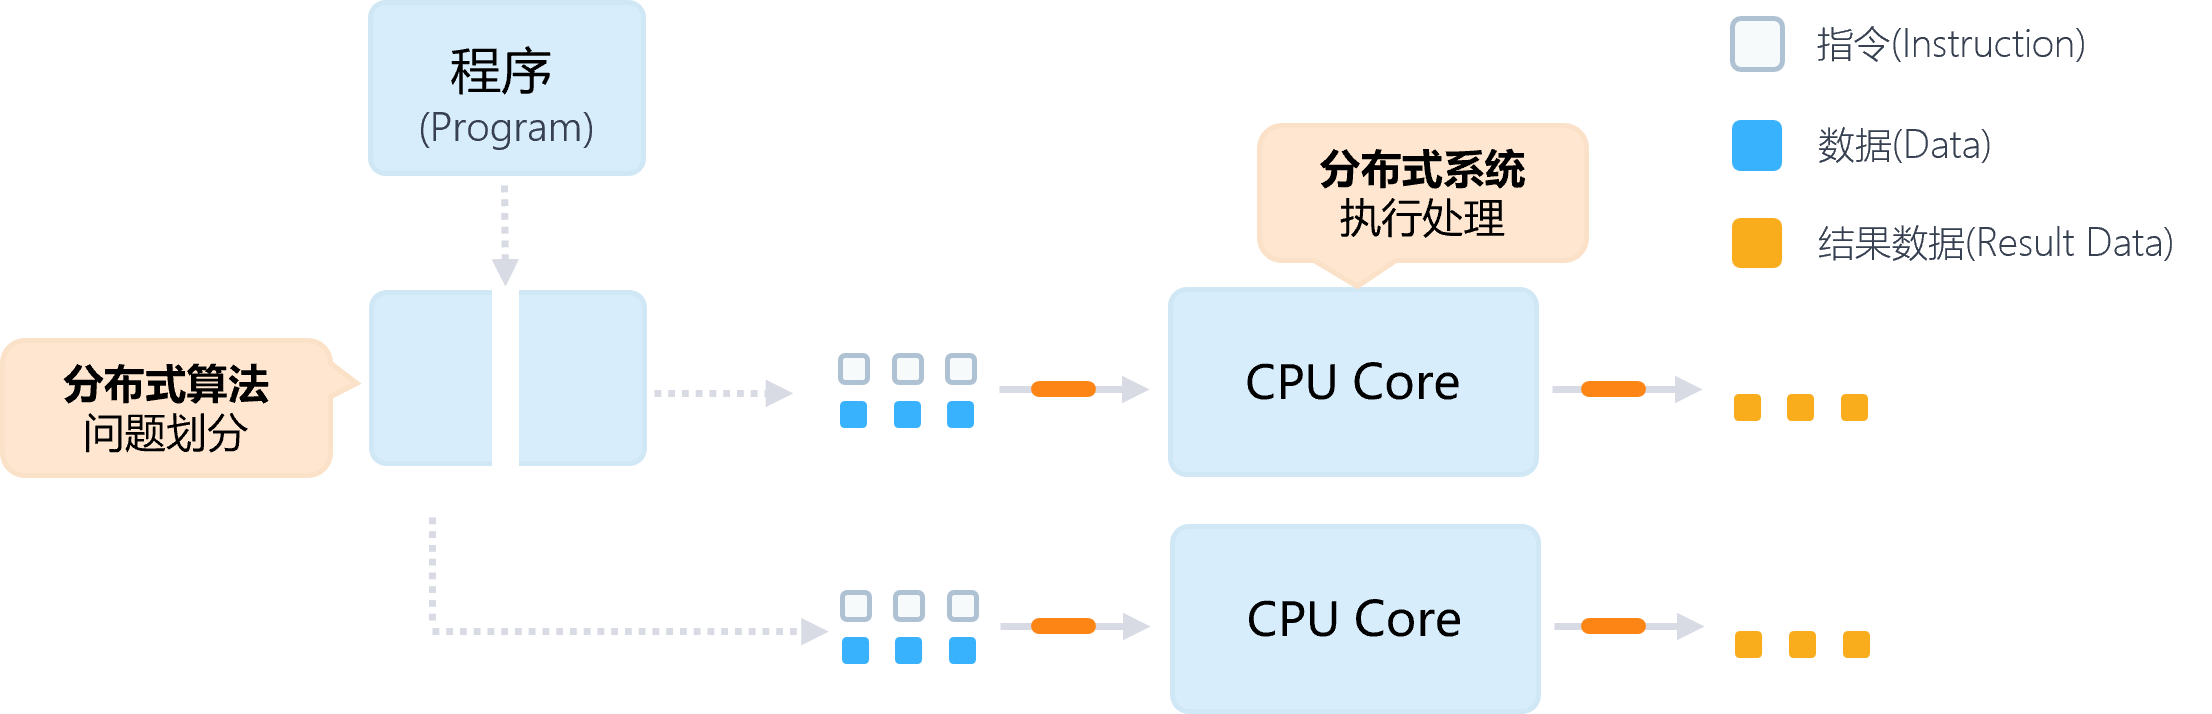 程序
(Program)
指令(Instruction)
数据(Data)
结果数据(Result Data)
分布式系统
执行处理
分布式算法
问题划分
CPU Core
CPU Core